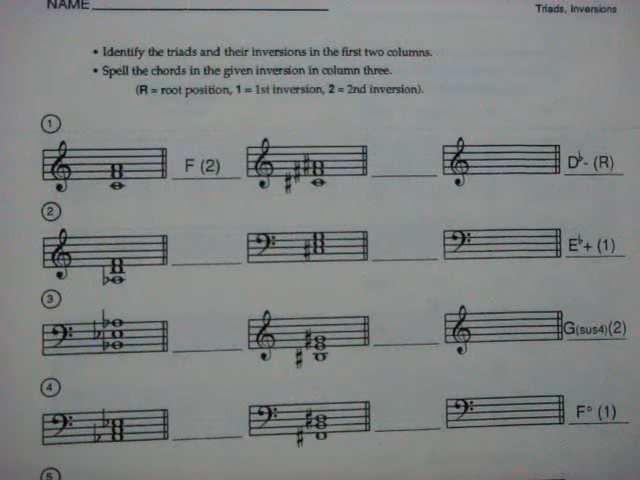 NAME
Triads, Inversions
• Identify the triads and their inversions in the first two columns.
• Spell the chords in the given inversion in column three.
(R = root position, 1 = 1st inversion, 2 = 2nd inversion).
1
F (2)
D♭- (R)
2
E♭+ (1)
3
G(sus4)(2)
4
F° (1)
5